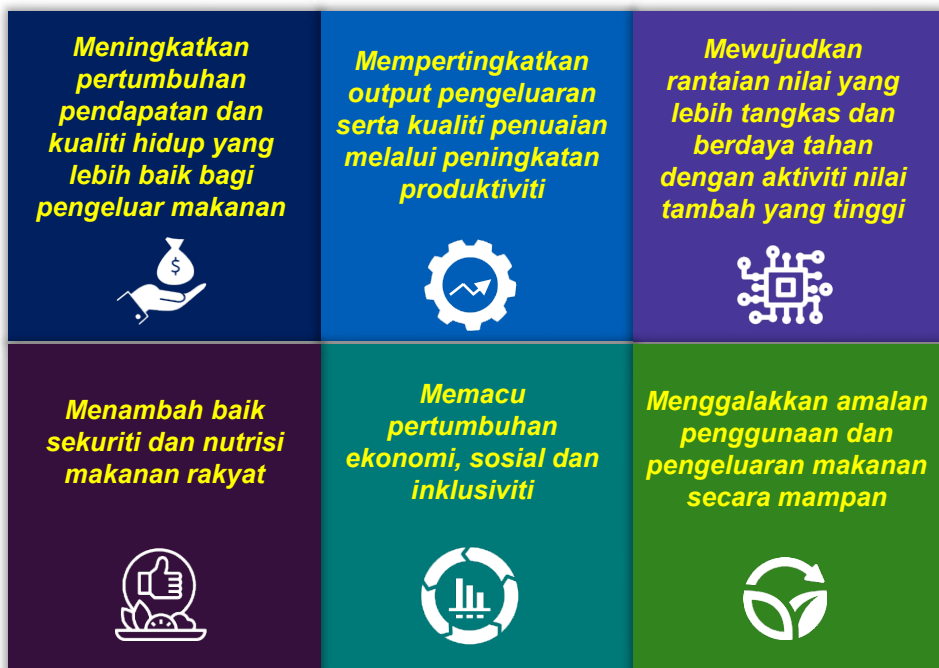 Meningkatkan
pertumbuhan
pendapatan dan
kualiti hidup yang
lebih baik bagi
pengeluar makanan
$
Mempertingkatkan
output pengeluaran
serta kualiti penuaian
melalui peningkatan
produktiviti
Mewujudkan
rantaian nilai yang
lebih tangkas dan
berdaya tahan
dengan aktiviti nilai
tambah yang tinggi
Menambah baik
sekuriti dan nutrisi
makanan rakyat
Memacu
pertumbuhan
ekonomi, sosial dan
inklusiviti
Menggalakkan amalan
penggunaan dan
pengeluaran makanan
secara mampan